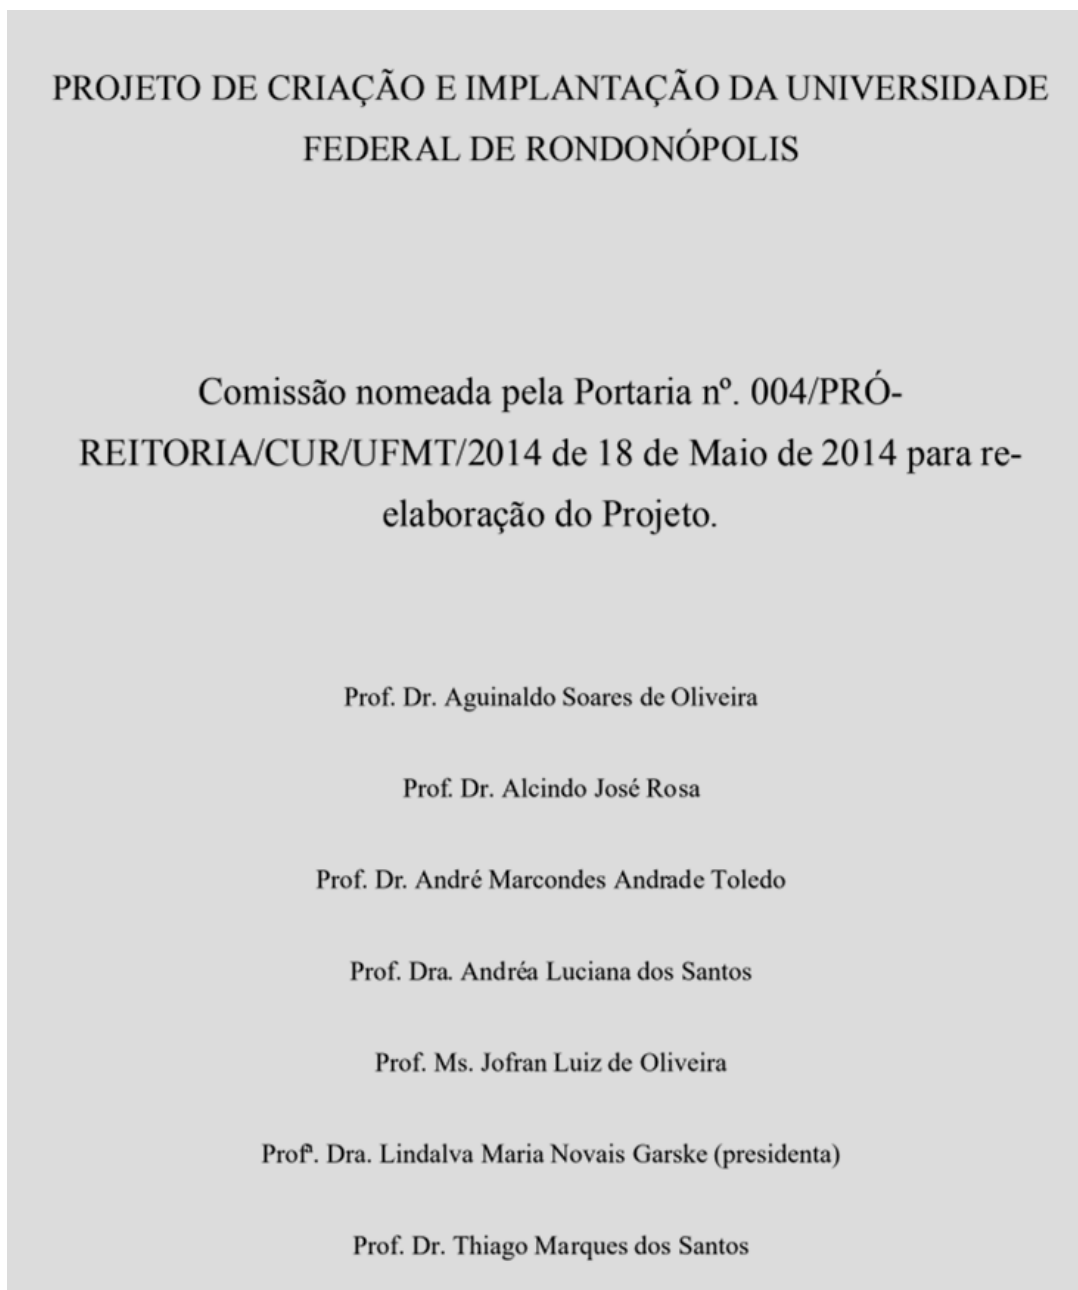 PROJETO DE CRIAÇÃO E IMPLANTAÇÃO DA UNIVERSIDADE
FEDERAL DE RONDONÓPOLIS
Comissão nomeada pela Portaria nº. 004/PRÓ-
REITORIA/CUR/UFMT/2014 de 18 de Maio de 2014 para re-
elaboração do Projeto.
Prof. Dr. Aguinaldo Soares de Oliveira
Prof. Dr. Alcindo José Rosa
Prof. Dr. André Marcondes Andrade Toledo
Prof. Dra. Andréa Luciana dos Santos
Prof. Ms. Jofran Luiz de Oliveira
Profª. Dra. Lindalva Maria Novais Garske (presidenta)
Prof. Dr. Thiago Marques dos Santos